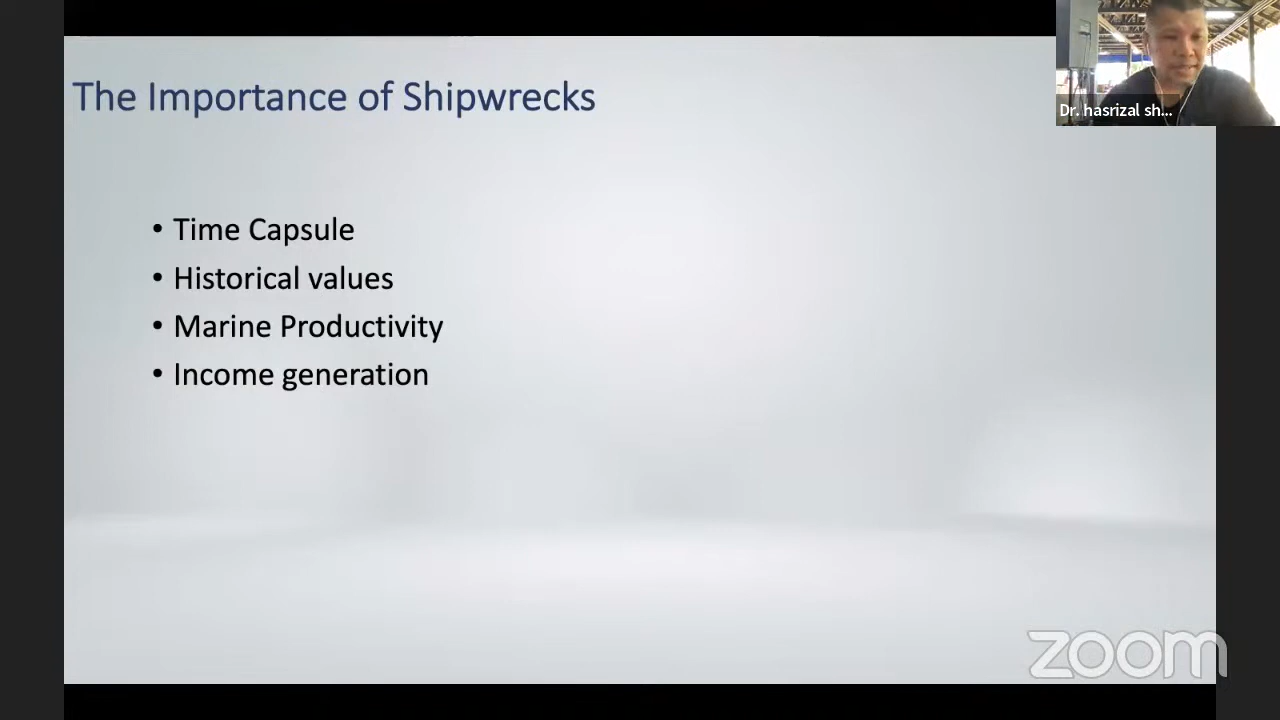 The Importance of Shipwrecks
Dr. hasrizal sh...
• Time Capsule
• Historical values
• Marine Productivity
• Income generation
zoom